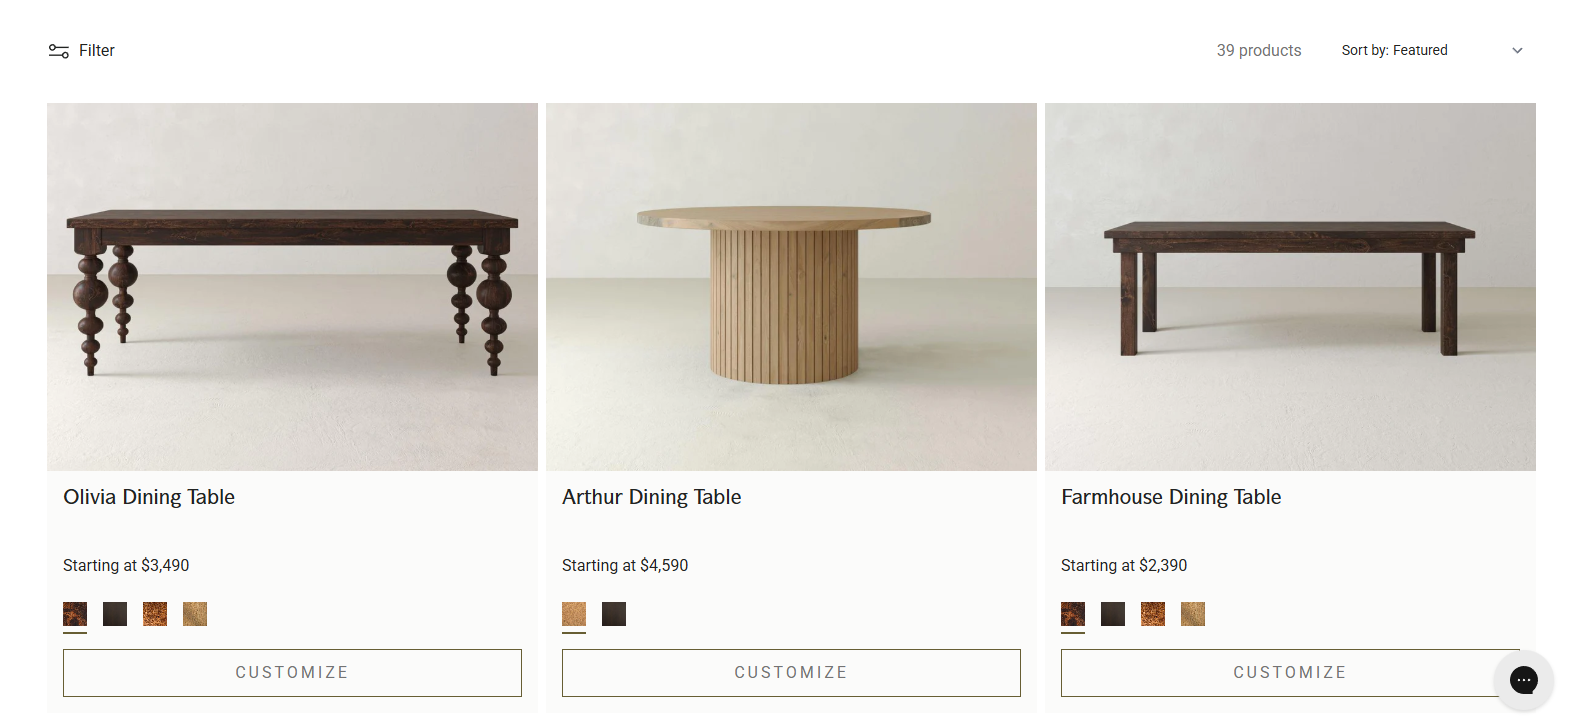 Filter
39 products
Sort by: Featured
Olivia Dining Table
Starting at $3,490
CUSTOMIZE
Arthur Dining Table
Starting at $4,590
CUSTOMIZE
Farmhouse Dining Table
Starting at $2,390
CUSTOMIZE